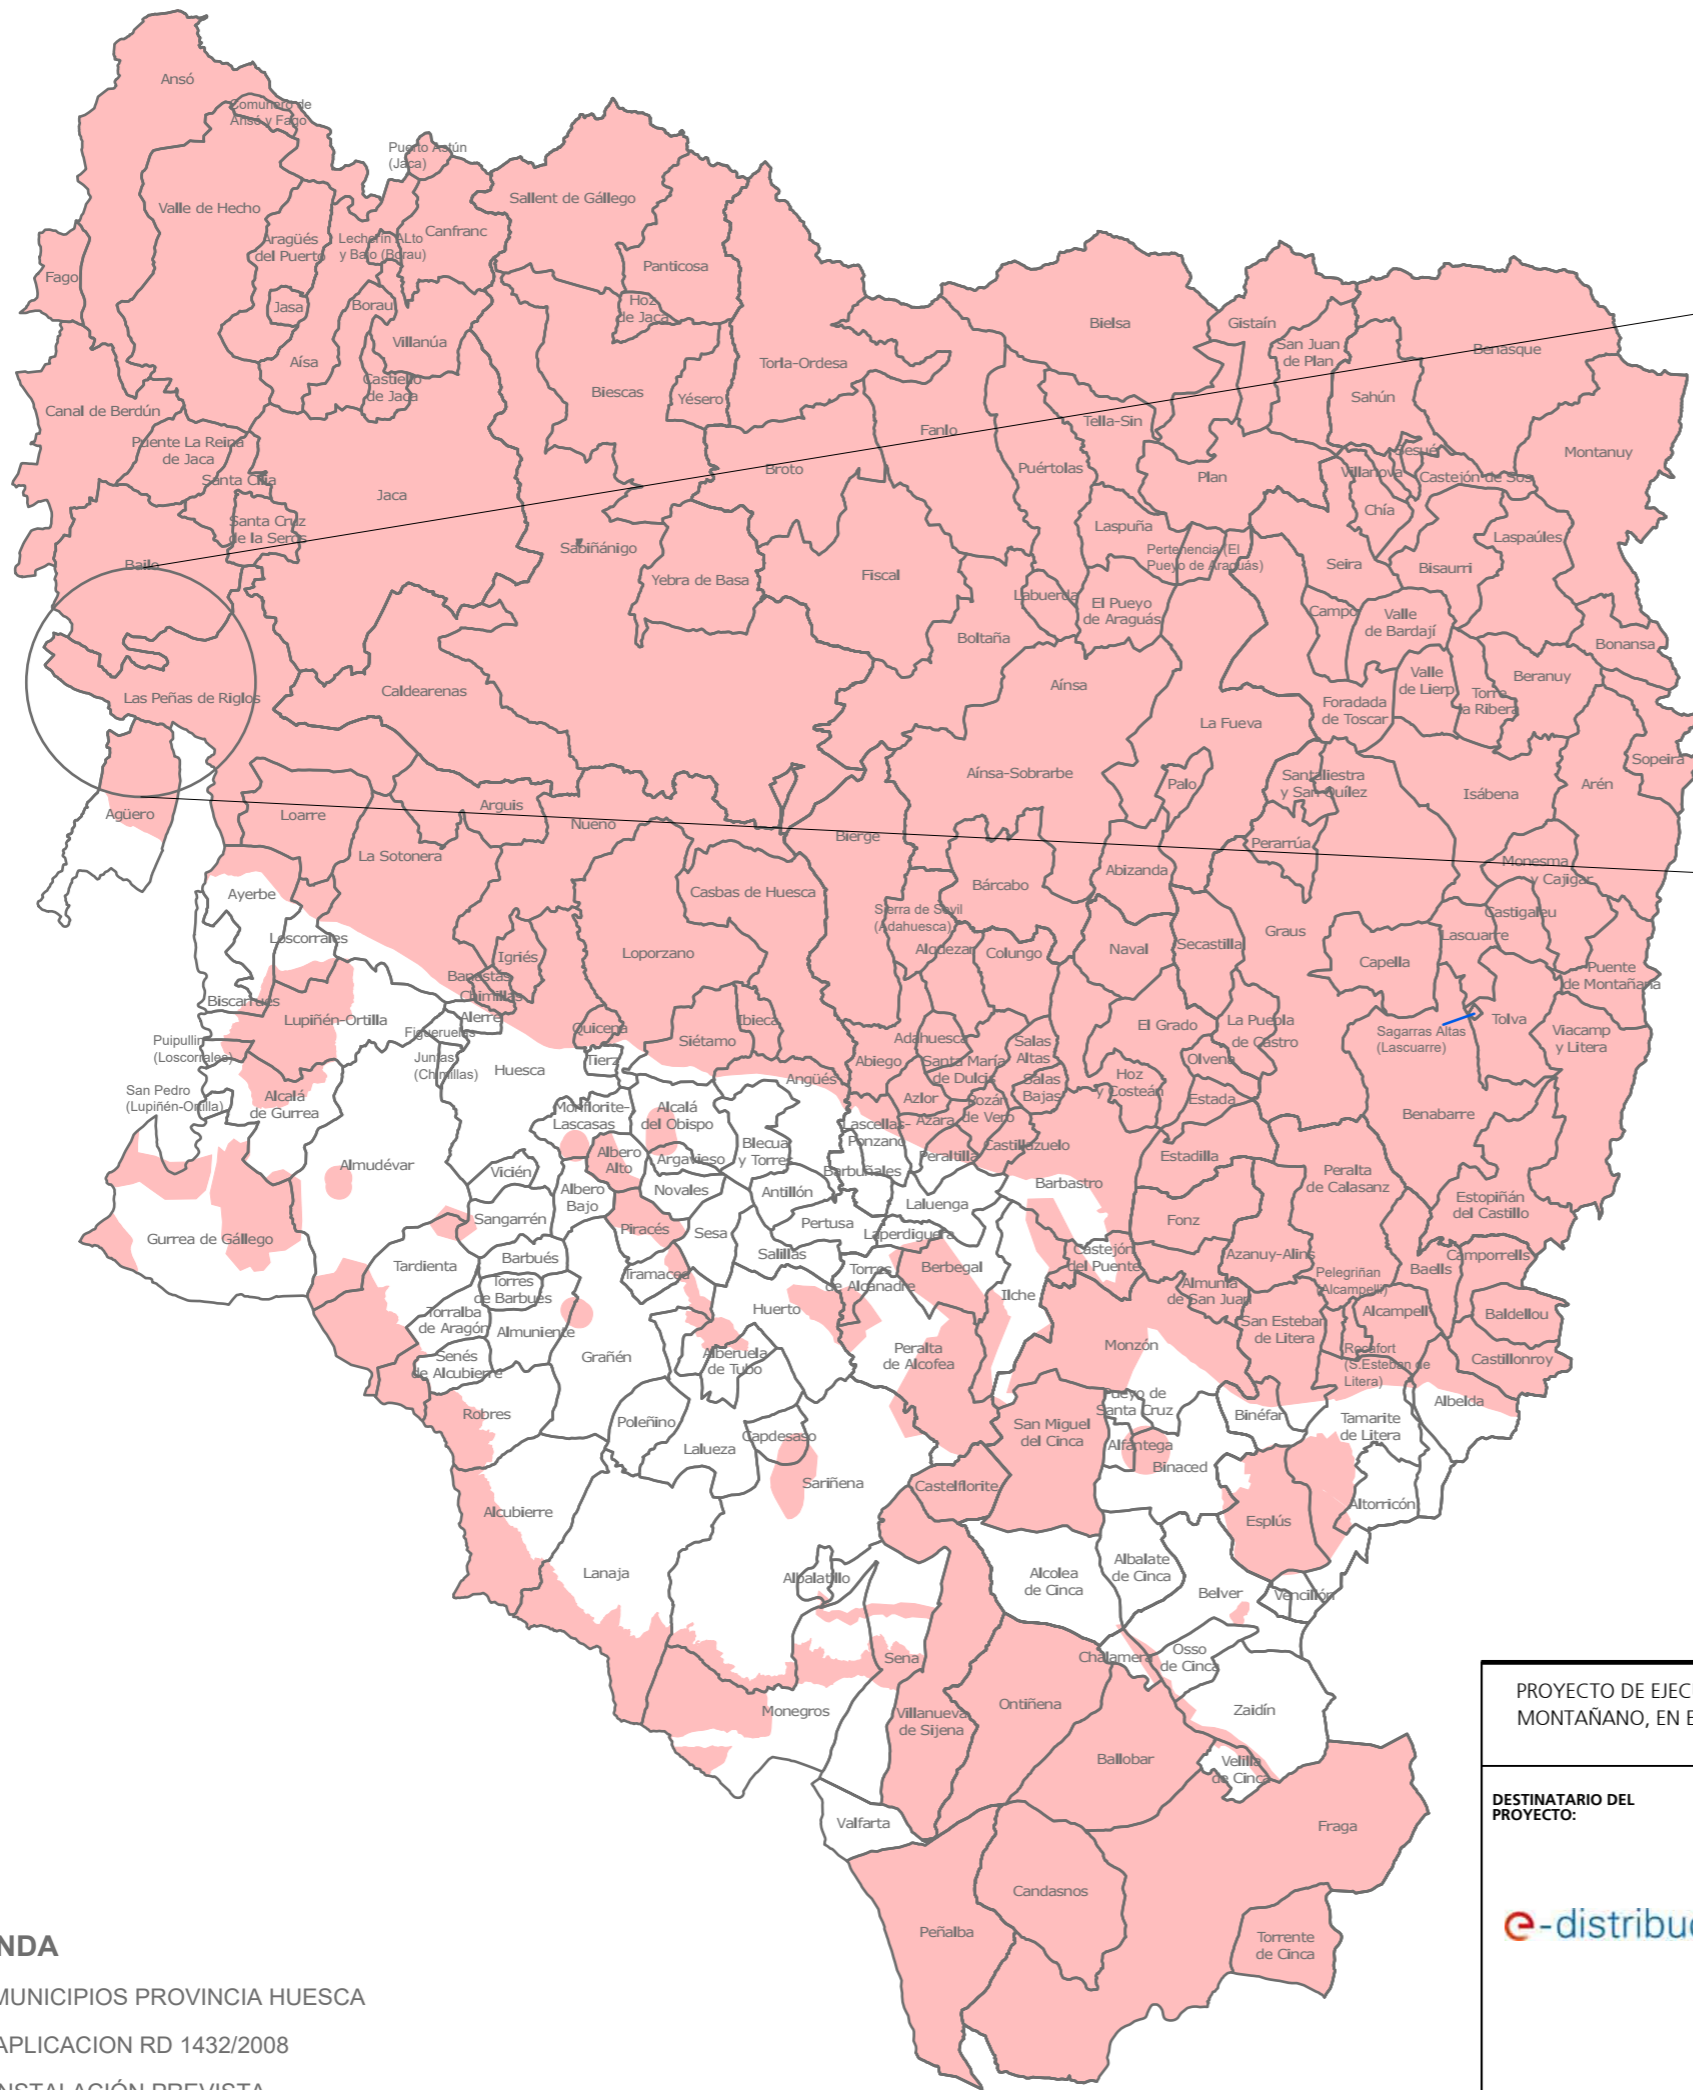 Ansó
Comunero de
Ansó y Fago
Puerto Astún
(Jaca)
Sallent de Gállego
Valle de Hecho
Aragüés
del Puerto
Lecherín ALto
y Bajo (Borau)
Canfranc
Panticosa
Fago
Jasa
Borau
Hoz
de Jaca
Bielsa
Gistaín
San Juan
de Plan
Benasque
Villanúa
Aísa
Torla-Ordesa
Castiello
de Jaca
Biescas
Yésero
Sahún
Canal de Berdún
Tella-Sin
Fanlo
Puente La Reina
de Jaca
Montanuy
Sesué
Santa Cilia
Broto
Puértolas
Plan
Villanova
Castejón de Sos
Jaca
Chía
Santa Cruz
de la Seros
Laspuña
Laspaúles
Sabiñánigo
Pertenencia (El
Pueyo de Araguás)
Bailo
Yebra de Basa
Fiscal
Seira
Bisaurri
Labuerda
El Pueyo
de Araguás
Campo
Valle
de Bardají
Boltaña
Bonansa
Las Peñas de Riglos
Caldearenas
Aínsa
Valle
de Lierp
Torre
la Ribera
Beranuy
La Fueva
Foradada
de Toscar
Aínsa-Sobrarbe
Palo
Santaliestra
y San Quílez
Isábena
Arén
Sopeira
Agüero
Loarre
Arguis
Nueno
Bierge
Perarrúa
La Sotonera
Monesma
y Cajigar
Ayerbe
Casbas de Huesca
Bárcabo
Abizanda
Sierra de Sevil
(Adahuesca)
Castigaleu
Loscorrales
Igriés
Loporzano
Alquézar
Colungo
Naval
Secastilla
Graus
Lascuarre
Capella
Banastás
Chimillas
Puente
de Montañana
Biscarrués
Lupiñén-Ortilla
Alerre
Quicena
Ibieca
Siétamo
El Grado
La Puebla
de Castro
Sagarras Altas
(Lascuarre)
Tolva
Viacamp
y Litera
Puipullín
(Loscorrales)
Figueruelas
Junzas
(Chimillas)
Huesca
Tierz
Angüés
Abiego
Adahuesca
Santa María
de Dulcis
Salas
Altas
Salas
Bajas
Hoz
y Costeán
Olvena
Estada
San Pedro
(Lupiñén-Ortilla)
Alcalá
de Gurrea
Azlor
Pozán
de Vero
Benabarre
Monflorite-
Lascasas
Alcalá
del Obispo
Lascellas-
Ponzano
Azara
Castillazuelo
Blecua
y Torres
Almudévar
Vicién
Albero
Alto
Argavieso
Barbuñales
Peraltilla
Estadilla
Peralta
de Calasanz
Albero
Bajo
Novales
Antillón
Laluenga
Barbastro
Estopiñán
del Castillo
Gurrea de Gállego
Sangarrén
Piracés
Sesa
Pertusa
Laperdiguera
Fonz
Barbués
Tardienta
Salillas
Castejón
del Puente
Azanuy-Alins
Baells
Camporrells
Torres
de Barbués
Tramaced
Torres
de Alcanadre
Berbegal
Almunia
de San Juan
Pelegriñan
(Alcampell)
Ilche
Torralba
de Aragón
Huerto
Alcampell
Baldellou
Almuniente
San Esteban
de Litera
Grañén
Peralta
de Alcofea
Monzón
Rocafort
(S.Esteban de
Litera)
Senés
de Alcubierre
Alberuela
de Tubo
Castillonroy
Robres
Pueyo de
Santa Cruz
Binéfar
Albelda
Poleñino
San Miguel
del Cinca
Tamarite
de Litera
Lalueza
Capdesaso
Alfántega
Binaced
Sariñena
Castelflorite
Altorricón
Alcubierre
Esplús
Lanaja
Albalatillo
Alcolea
de Cinca
Albalate
de Cinca
Belver
Vencillón
Sena
Chalamera
Osso
de Cinca
Ontiñena
Zaidín
Monegros
Villanueva
de Sijena
Ballobar
Velilla
de Cinca
Valfarta
Fraga
Candasnos
Peñalba
Torrente
de Cinca
NDA
MUNICIPIOS PROVINCIA HUESCA
APLICACION RD 1432/2008
INSTALACIÓN PREVISTA
PROYECTO DE EJEC
MONTAÑANO, EN E
DESTINATARIO DEL
PROYECTO:
e-distribu